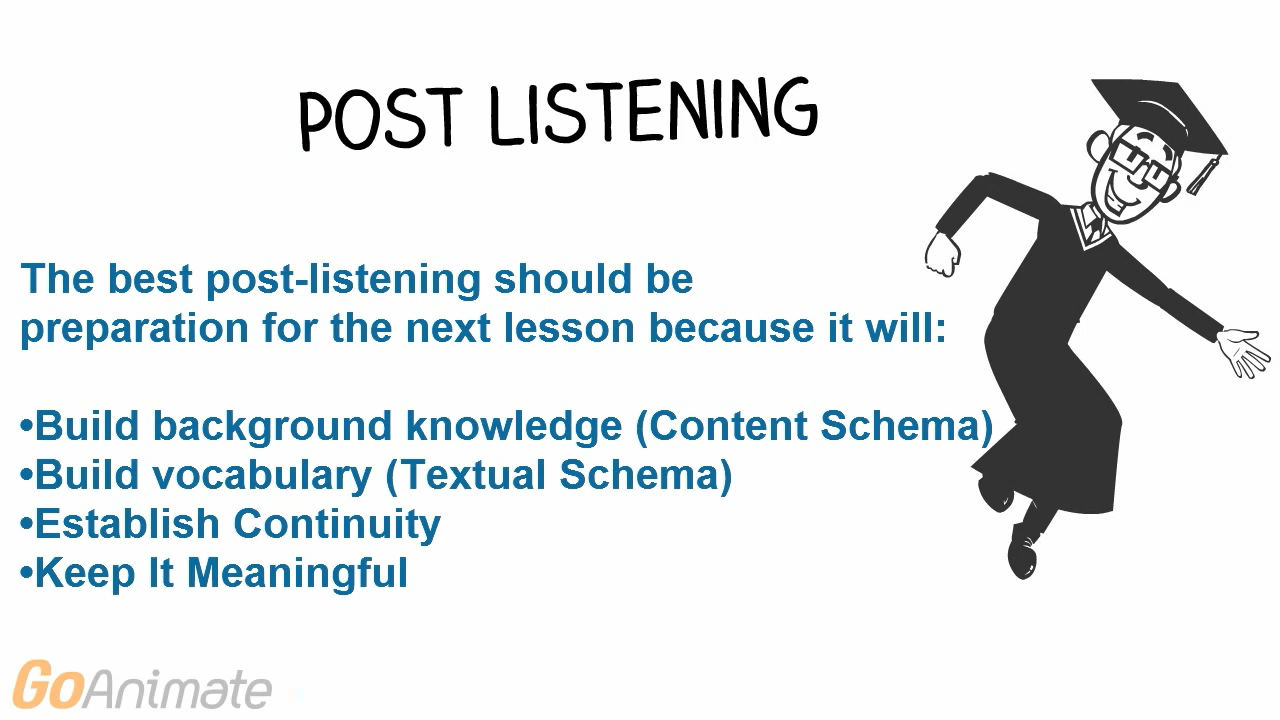 POST LISTENING
The best post-listening should be
preparation for the next lesson because it will:
•Build background knowledge (Content Schema)
•Build vocabulary (Textual Schema)
•Establish Continuity
•Keep It Meaningful
GoAnimate